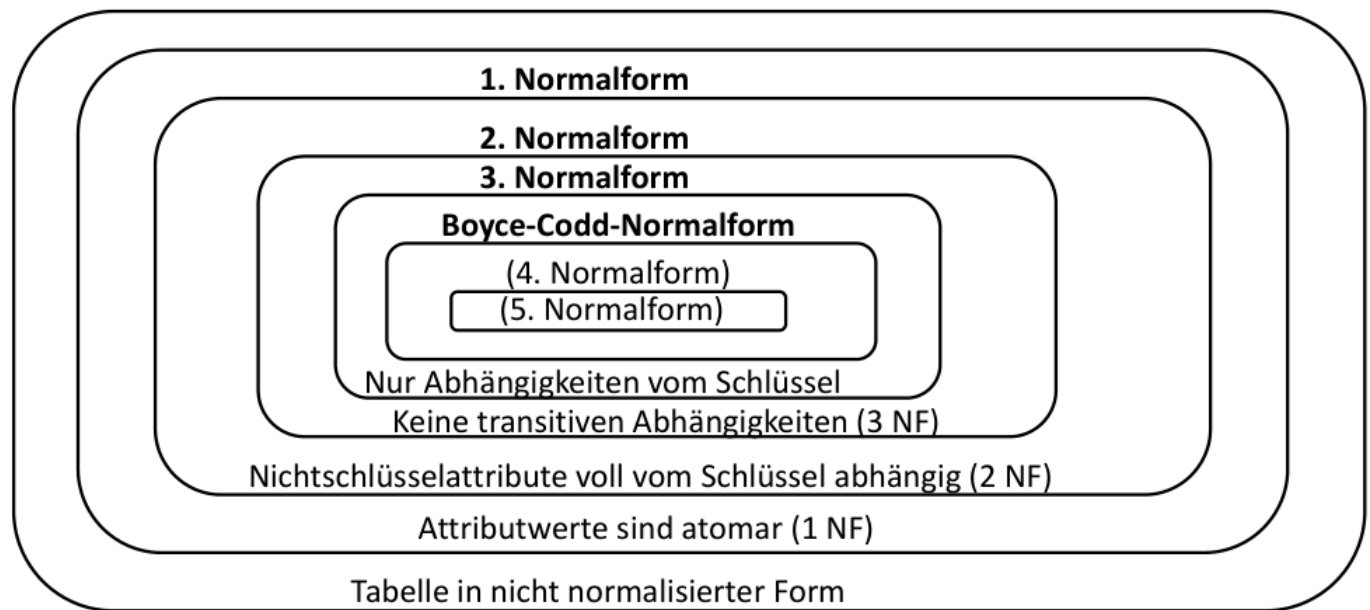 1. Normalform
2. Normalform
3. Normalform
Boyce-Codd-Normalform
(4. Normalform)
(5. Normalform)
Nur Abhängigkeiten vom Schlüssel
Keine transitiven Abhängigkeiten (3 NF)
Nichtschlüsselattribute voll vom Schlüssel abhängig (2 NF)
Attributwerte sind atomar (1 NF)
Tabelle in nicht normalisierter Form